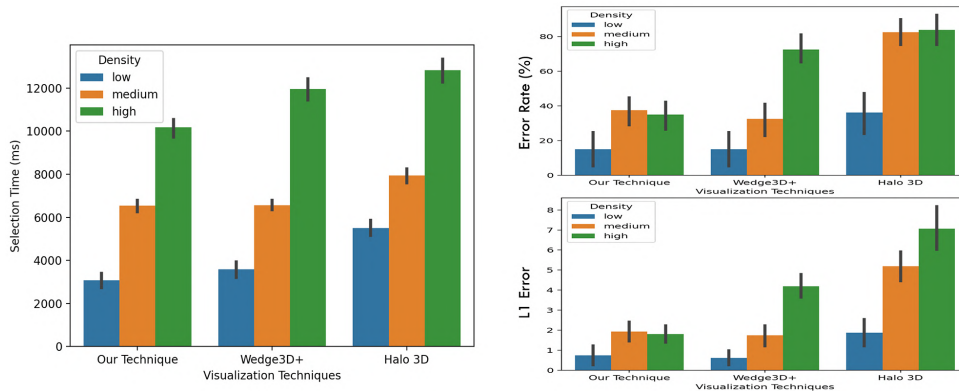 Selection Time (ms)
12000
10000
8000
6000
4000
2000
0
Density
low
medium
high
Our Technique Wedge3D+ Halo 3D
Visualization Techniques
Error Rate (%)
80
60
40
20
0
Density
low
medium
high
Our Technique Wedge3D+ Halo 3D
Visualization Techniques
L1 Error
8
7
6
5
4
3
2
1
0
Density
low
medium
high
Our Technique Wedge3D+ Halo 3D
Visualization Techniques